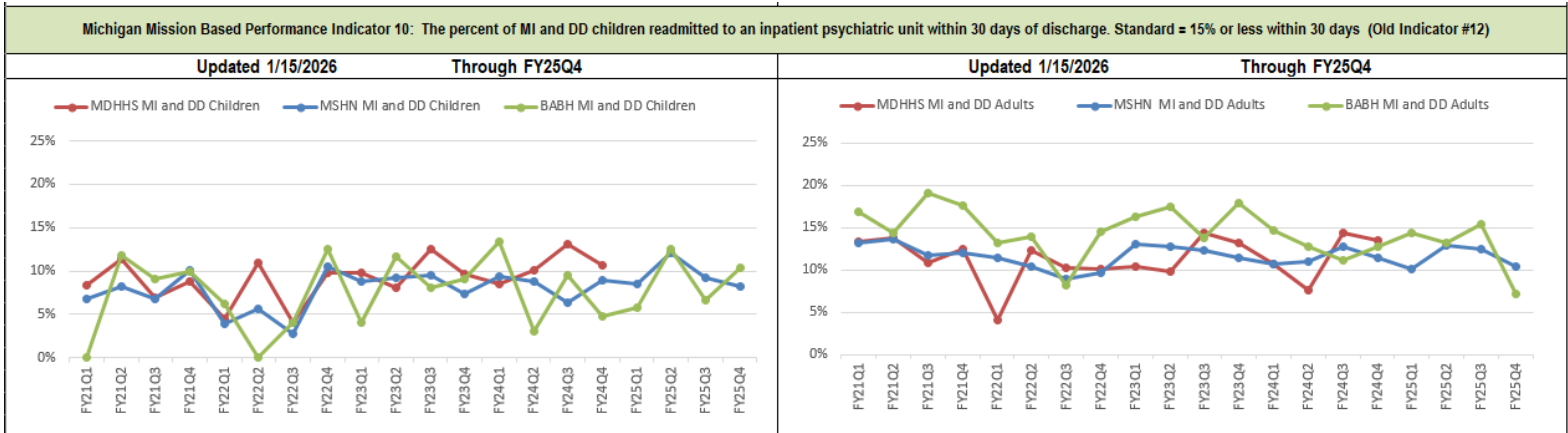 Michigan Mission Based Performance Indicator 10: The percent of MI and DD children readmitted to an inpatient psychiatric unit within 30 days of discharge. Standard = 15% or less within 30 days (Old Indicator #12)
Updated 1/15/2026 Through FY25Q4
MDHHS MI and DD Children MSHN MI and DD Children BABH MI and DD Children
25%
20%
15%
10%
5%
0%
FY21Q1 FY21Q2 FY21Q3 FY21Q4 FY22Q1 FY22Q2 FY22Q3 FY22Q4 FY23Q1 FY23Q2 FY23Q3 FY23Q4 FY24Q1 FY24Q2 FY24Q3 FY24Q4 FY25Q1 FY25Q2 FY25Q3 FY25Q4
Updated 1/15/2026 Through FY25Q4
MDHHS MI and DD Adults MSHN MI and DD Adults BABH MI and DD Adults
25%
20%
15%
10%
5%
0%
FY21Q1 FY21Q2 FY21Q3 FY21Q4 FY22Q1 FY22Q2 FY22Q3 FY22Q4 FY23Q1 FY23Q2 FY23Q3 FY23Q4 FY24Q1 FY24Q2 FY24Q3 FY24Q4 FY25Q1 FY25Q2 FY25Q3 FY25Q4